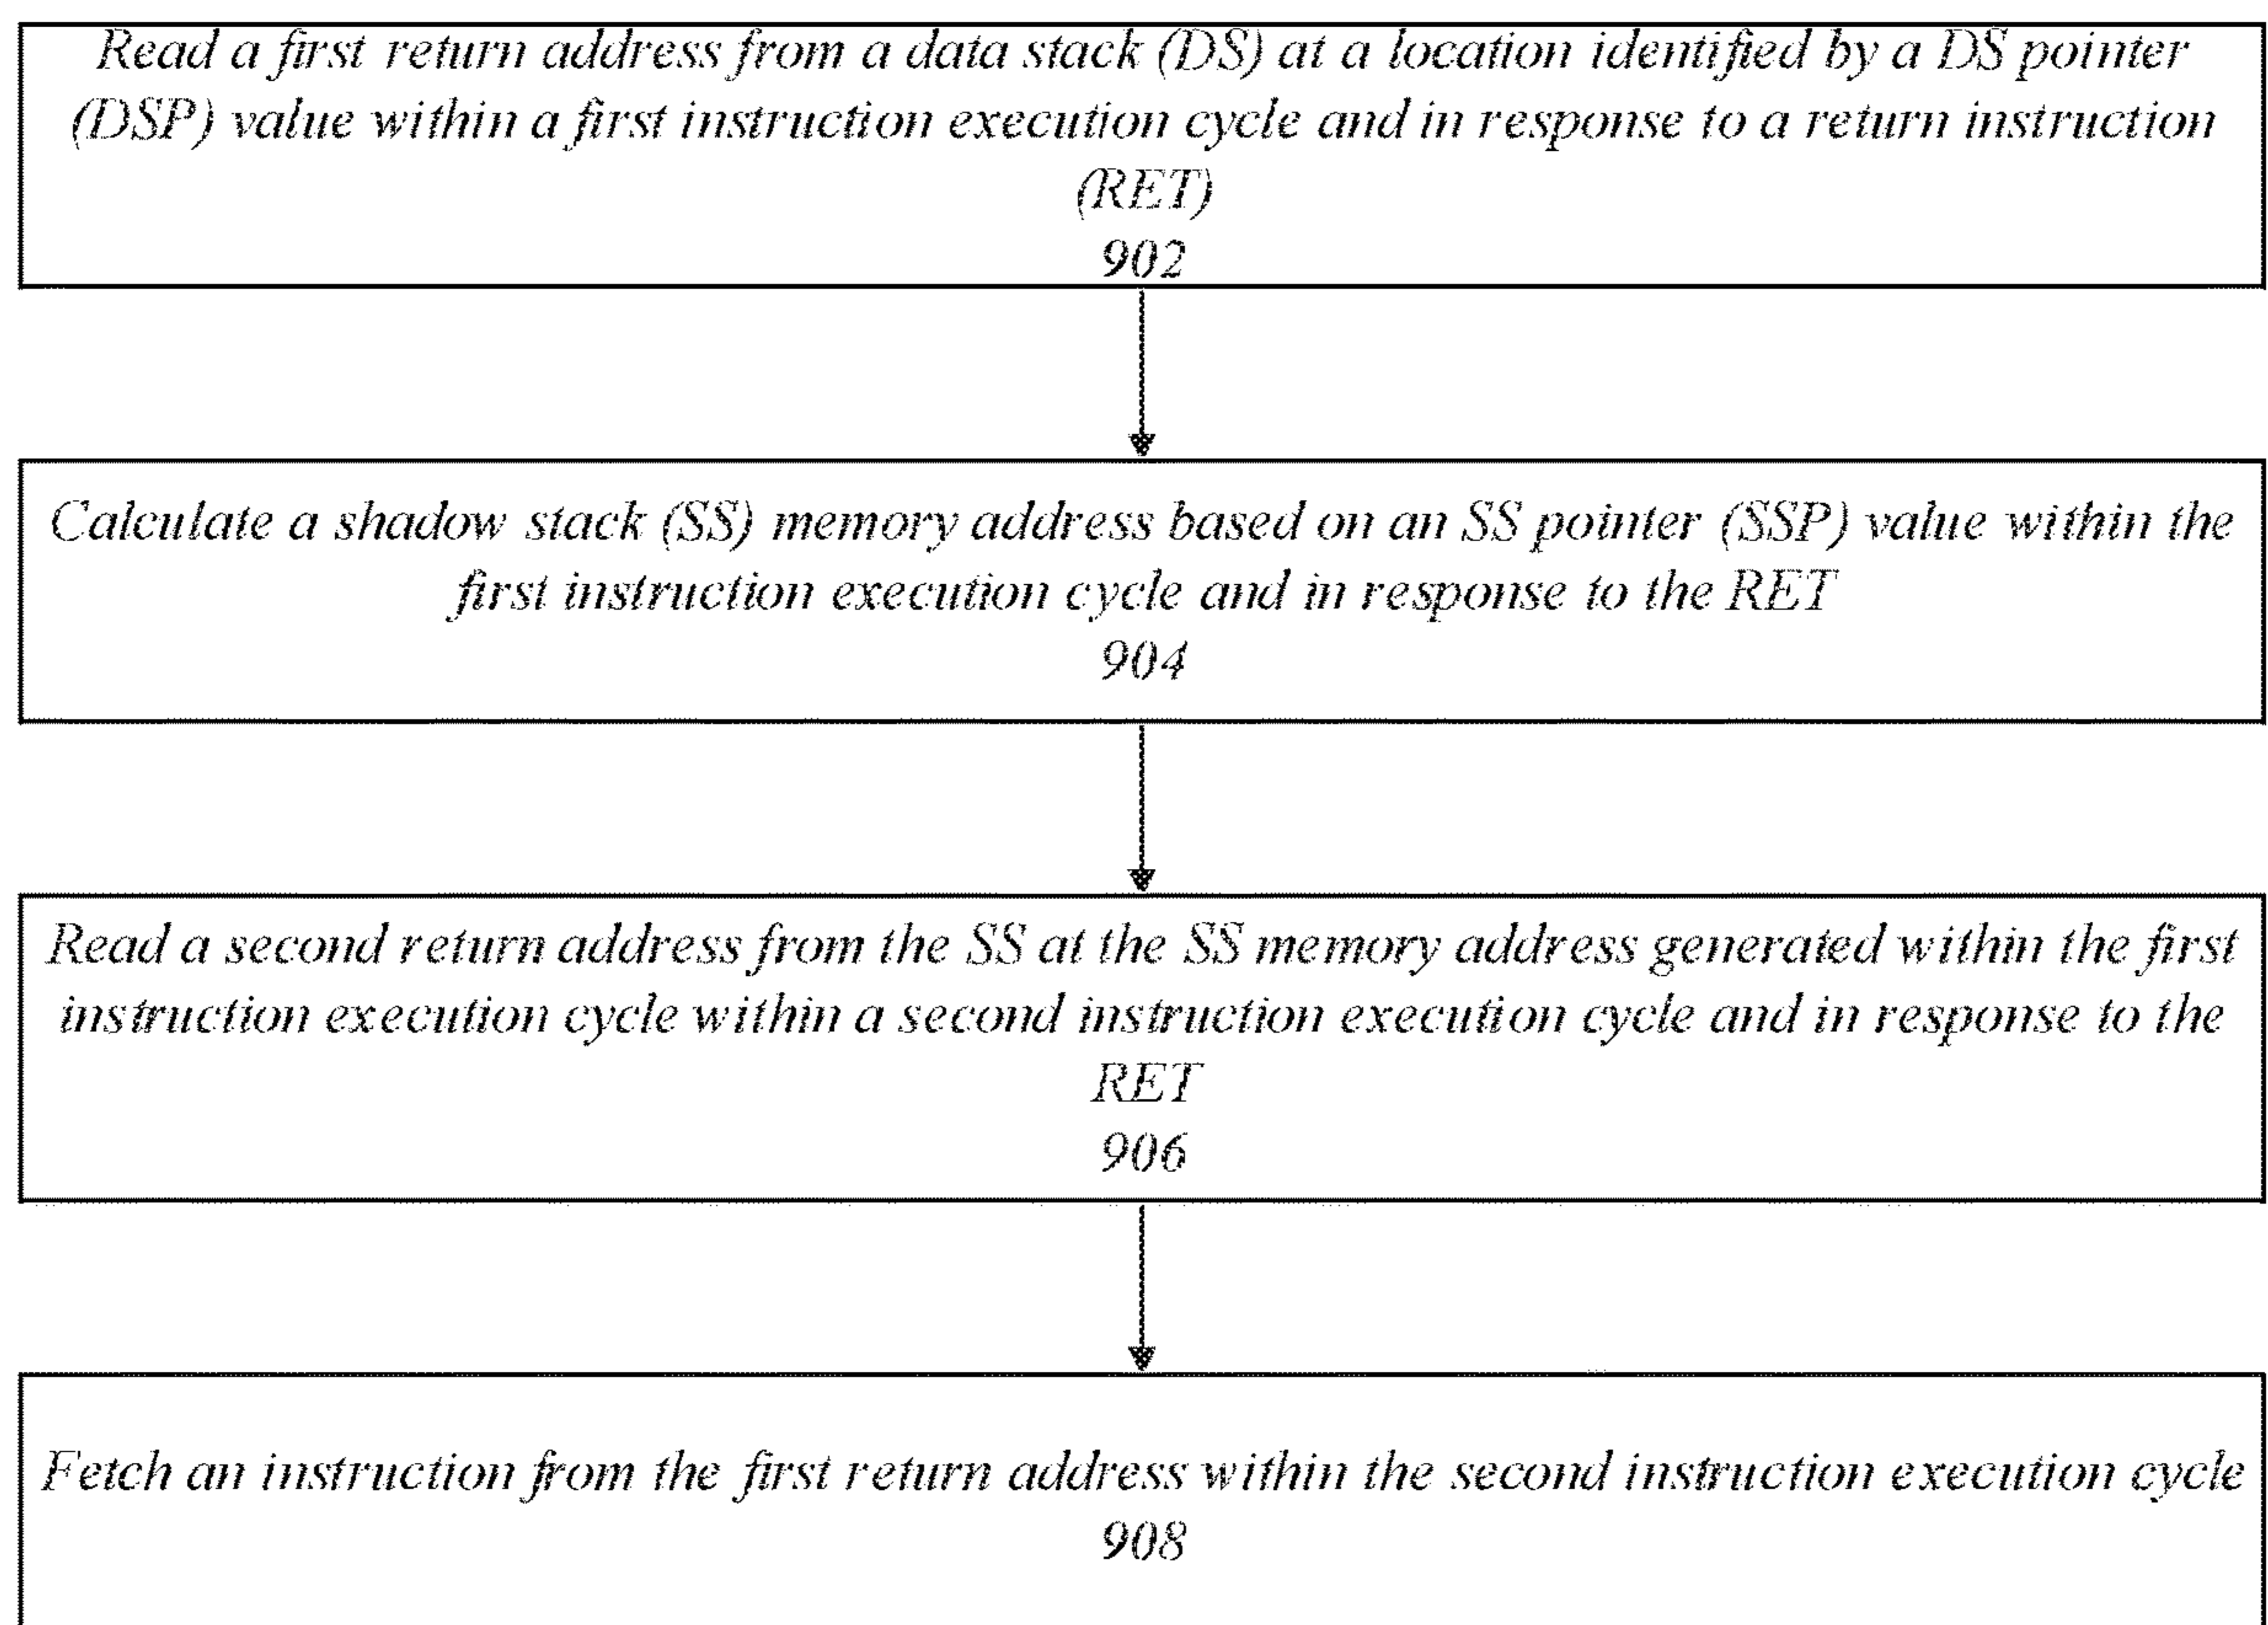 Read a first return address from a data stack (DS) at a location identified by a DS pointer
(DSP) value within a first instruction execution cycle and in response to a return instruction
(RET)
902
Calculate a shadow stack (SS) memory address based on an SS pointer (SSP) value within the
first instruction execution cycle and in response to the RET
904
Read a second return address from the SS at the SS memory address generated within the first
instruction execution cycle within a second instruction execution cycle and in response to the
RET
906
Fetch an instruction from the first return address within the second instruction execution cycle
908